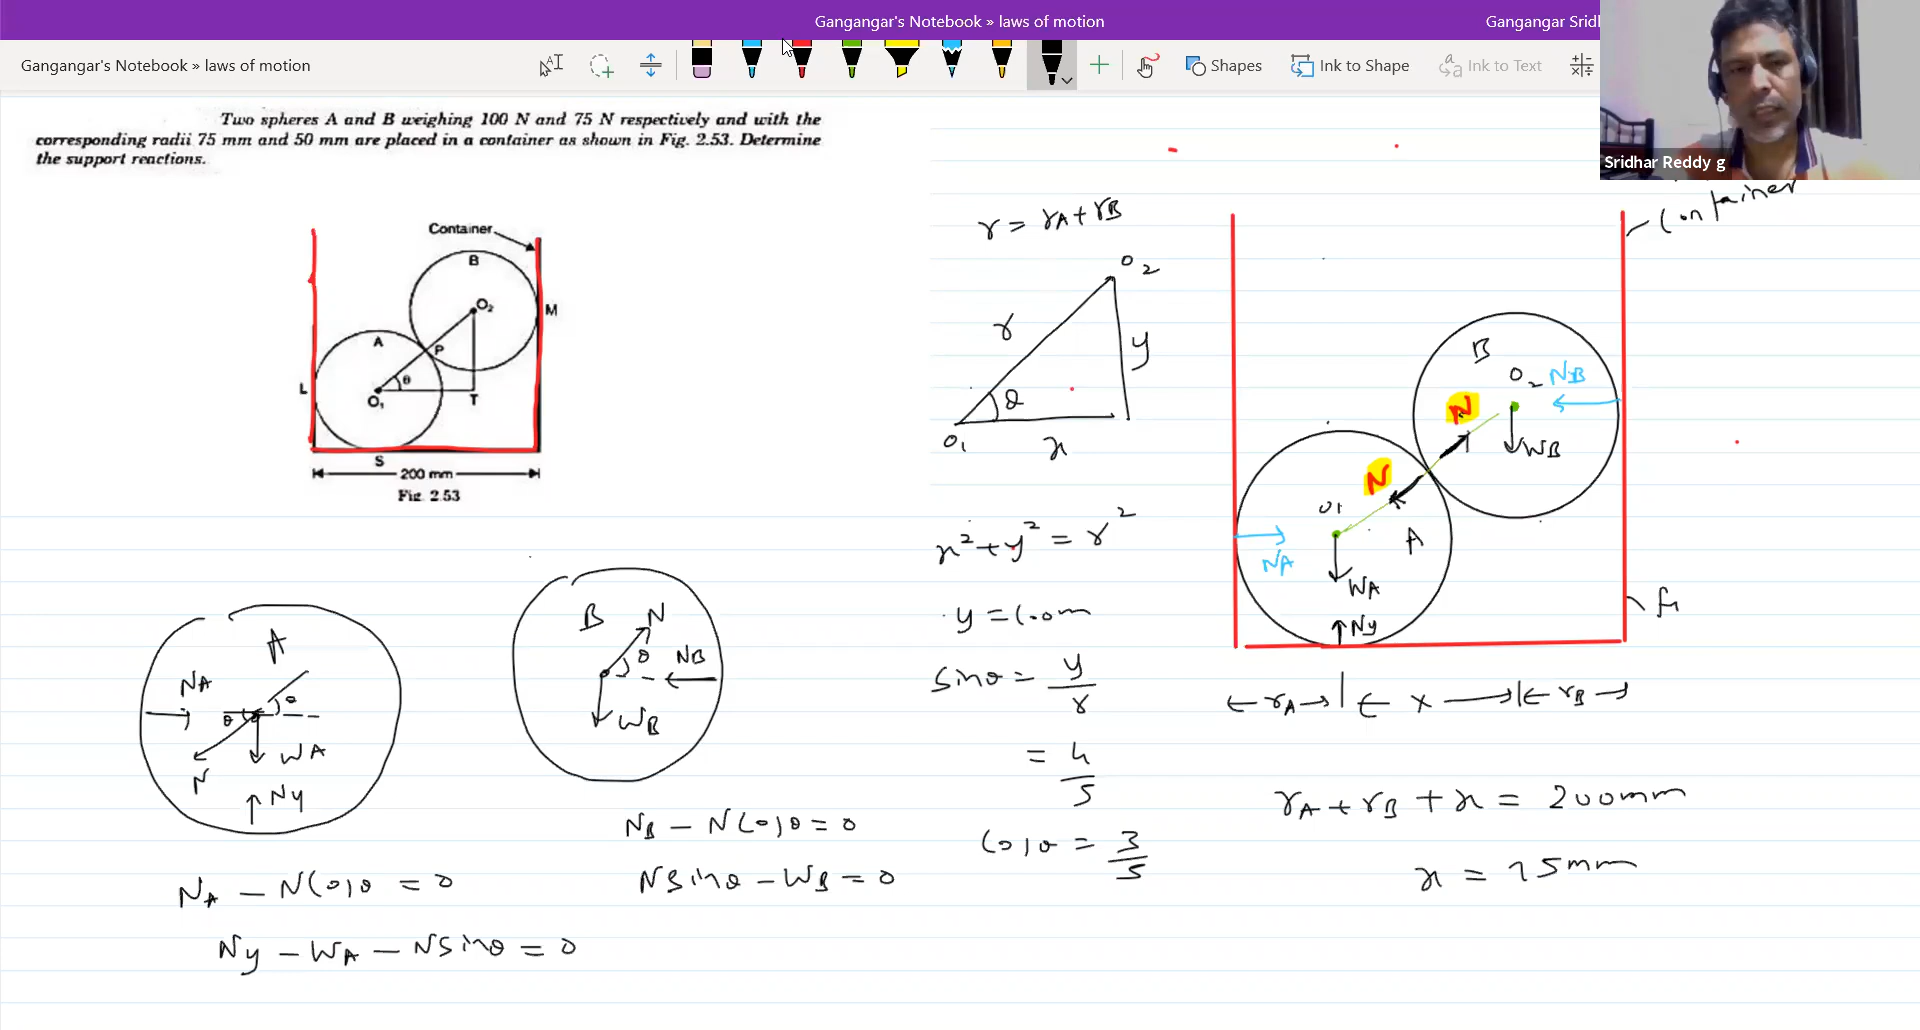 Gangangar's Notebook » laws of motion
Gangangar Sridl
Gangangar's Notebook » laws of motion
Shapes
Ink to Shape
Ink to Text
Sridhar Reddy g
Two spheres A and B weighing 100 N and 75 N respectively and with the
corresponding radii 75 mm and 50 mm are placed in a container as shown in Fig. 2.53. Determine
the support reactions.
Container
B
O₂
M
A
P
L
θ
O₁
T
S
200 mm
Fig 2.53
A
NA
θ
θ
WA
N
Ny
NA - N cosθ = 0
Ny - WA - N sinθ = 0
B
N
θ
NB
WB
NB - N cosθ = 0
N sinθ - WB = 0
r = rA + rB
O2
r
y
θ
O1
x
x² + y² = r²
y = 100m
sinθ = y/r
= 4/5
cosθ = 3/5
Container
B
O2
NB
N
WB
N
O1
A
NA
WA
Ny
rA
x
rB
rA + rB + x = 200mm
x = 75mm